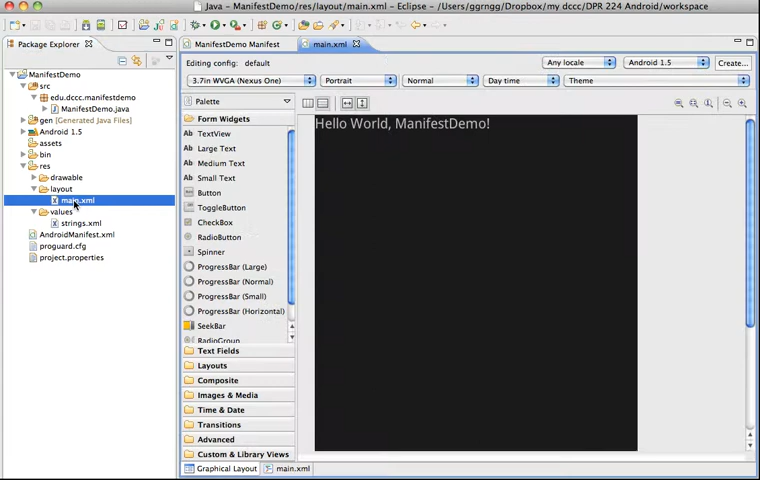 Java - ManifestDemo/res/layout/main.xml - Eclipse - /Users/ggrngg/Dropbox/my dccc/DPR 224 Android/workspace
Package Explorer
ManifestDemo
src
edu.dccc.manifestdemo
ManifestDemo.java
gen [Generated Java Files]
Android 1.5
assets
bin
res
drawable
layout
main.xml
values
strings.xml
AndroidManifest.xml
proguard.cfg
project.properties
ManifestDemo Manifest
main.xml
Editing config: default
Any locale
Android 1.5
Create...
3.7in WVGA (Nexus One)
Portrait
Normal
Day time
Theme
Palette
Form Widgets
Ab TextView
Ab Large Text
Ab Medium Text
Ab Small Text
Button
ToggleButton
CheckBox
RadioButton
Spinner
ProgressBar (Large)
ProgressBar (Normal)
ProgressBar (Small)
ProgressBar (Horizontal)
SeekBar
RadioGroup
Text Fields
Layouts
Composite
Images & Media
Time & Date
Transitions
Advanced
Custom & Library Views
Hello World, ManifestDemo!
Graphical Layout
main.xml